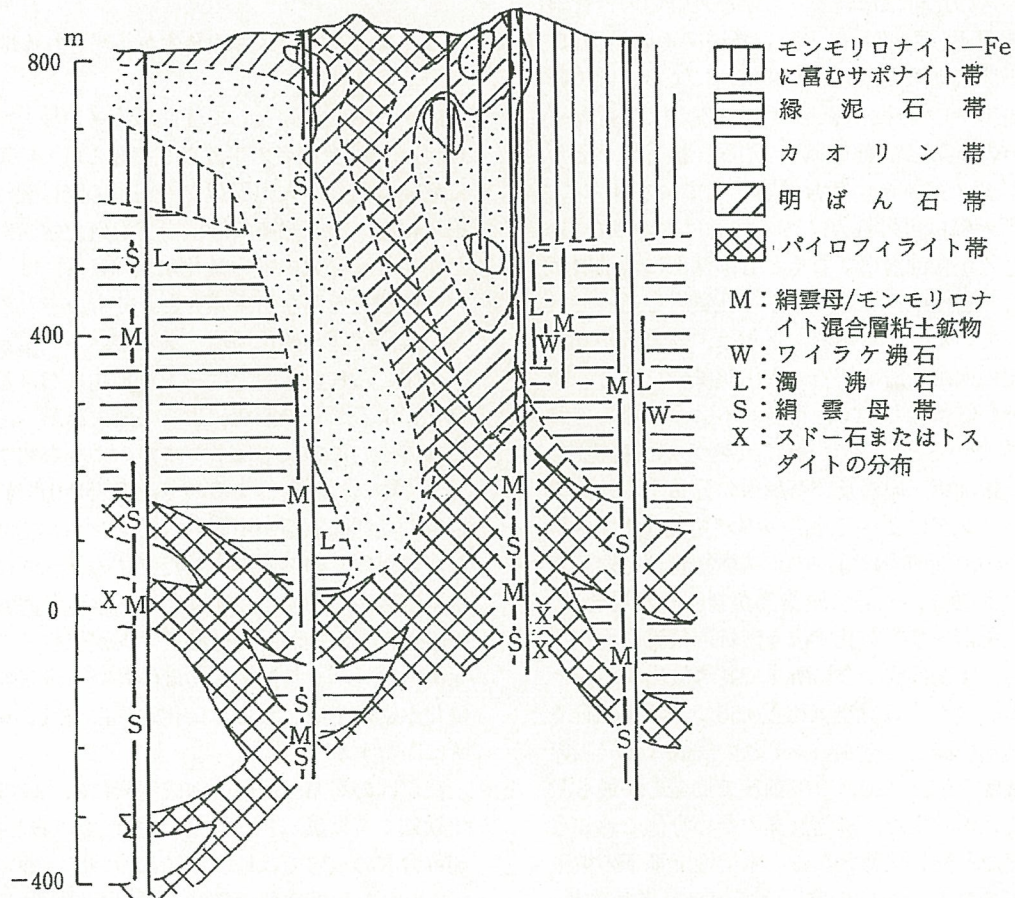 m
800
400
0
−400
モンモリロナイト―Fe
に富むサポナイト帯
緑泥石帯
カオリン帯
明ばん石帯
パイロフィライト帯
M：絹雲母/モンモリロナ
イト混合層粘土鉱物
W：ワイラケ沸石
L：濁沸石
S：絹雲母帯
X：スドー石またはトス
ダイトの分布
S
S L
M
L
M
W
M L
W
M
L
S
X M
S
S
M
S
M
S
M
X
S
X
S
M
S
S
M
S